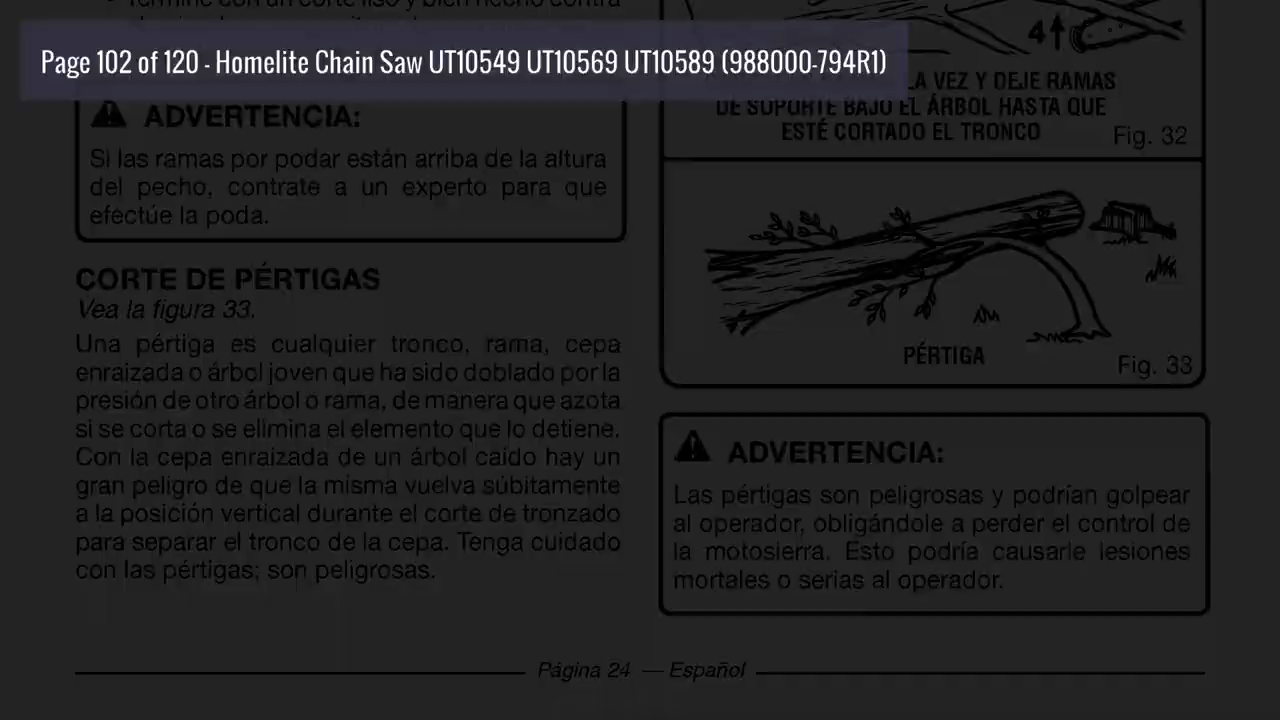 Page 102 of 120 - Homelite Chain Saw UT10549 UT10569 UT10589 (988000-794R1)
ADVERTENCIA:
Si las ramas por podar están arriba de la altura
del pecho, contrate a un experto para que
efectúe la poda.
CORTE DE PÉRTIGAS
Vea la figura 33.
Una pértiga es cualquier tronco, rama, cepa
enraizada o árbol joven que ha sido doblado por la
presión de otro árbol o rama, de manera que azota
si se corta o se elimina el elemento que lo detiene.
Con la cepa enraizada de un árbol caído hay un
gran peligro de que la misma vuelva súbitamente
a la posición vertical durante el corte de tronzado
para separar el tronco de la cepa. Tenga cuidado
con las pértigas; son peligrosas.
4
LA VEZ Y DEJE RAMAS
DE SOPORTE BAJO EL ÁRBOL HASTA QUE
ESTÉ CORTADO EL TRONCO
Fig. 32
PÉRTIGA
Fig. 33
ADVERTENCIA:
Las pértigas son peligrosas y podrían golpear
al operador, obligándole a perder el control de
la motosierra. Esto podría causarle lesiones
mortales o serias al operador.
Página 24 — Español